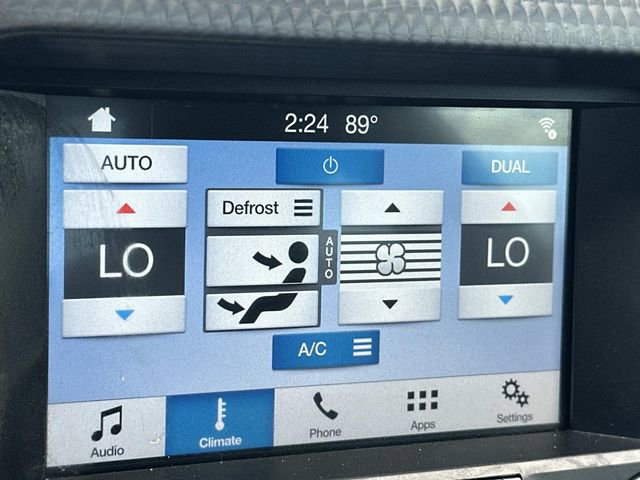 2:24 89°
AUTO
DUAL
Defrost
LO
AUTO
LO
A/C
Audio
Climate
Phone
Apps
Settings